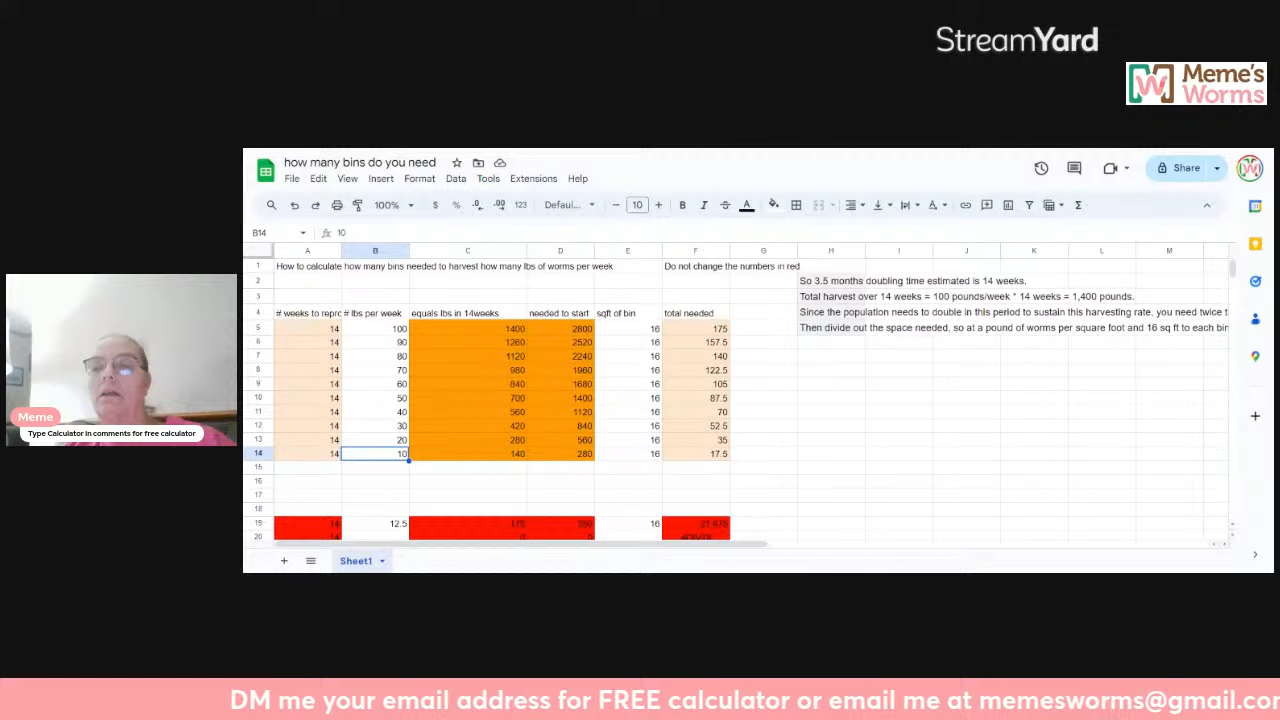 StreamYard
Meme's
Worms
how many bins do you need
File Edit View Insert Format Data Tools Extensions Help
Share
100% $ % .0 .00 123 Defaul... − 10 + B I A Σ
B14 fx 10
A B C D E F G H I J K L M
1 How to calculate how many bins needed to harvest how many lbs of worms per week Do not change the numbers in red
2 So 3.5 months doubling time estimated is 14 weeks.
3 Total harvest over 14 weeks = 100 pounds/week * 14 weeks = 1,400 pounds.
4 # weeks to repro # lbs per week equals lbs in 14weeks needed to start sqft of bin total needed Since the population needs to double in this period to sustain this harvesting rate, you need twice t
5 14 100 1400 2800 16 175 Then divide out the space needed, so at a pound of worms per square foot and 16 sq ft to each bin
6 14 90 1260 2520 16 157.5
7 14 80 1120 2240 16 140
8 14 70 980 1960 16 122.5
9 14 60 840 1680 16 105
10 14 50 700 1400 16 87.5
11 14 40 560 1120 16 70
12 14 30 420 840 16 52.5
13 14 20 280 560 16 35
14 14 10 140 280 16 17.5
15
16
17
18
19 14 12.5 175 350 16 21.875
20 14 0 0
Sheet1
Meme
Type Calculator in comments for free calculator
DM me your email address for FREE calculator or email me at memesworms@gmail.co